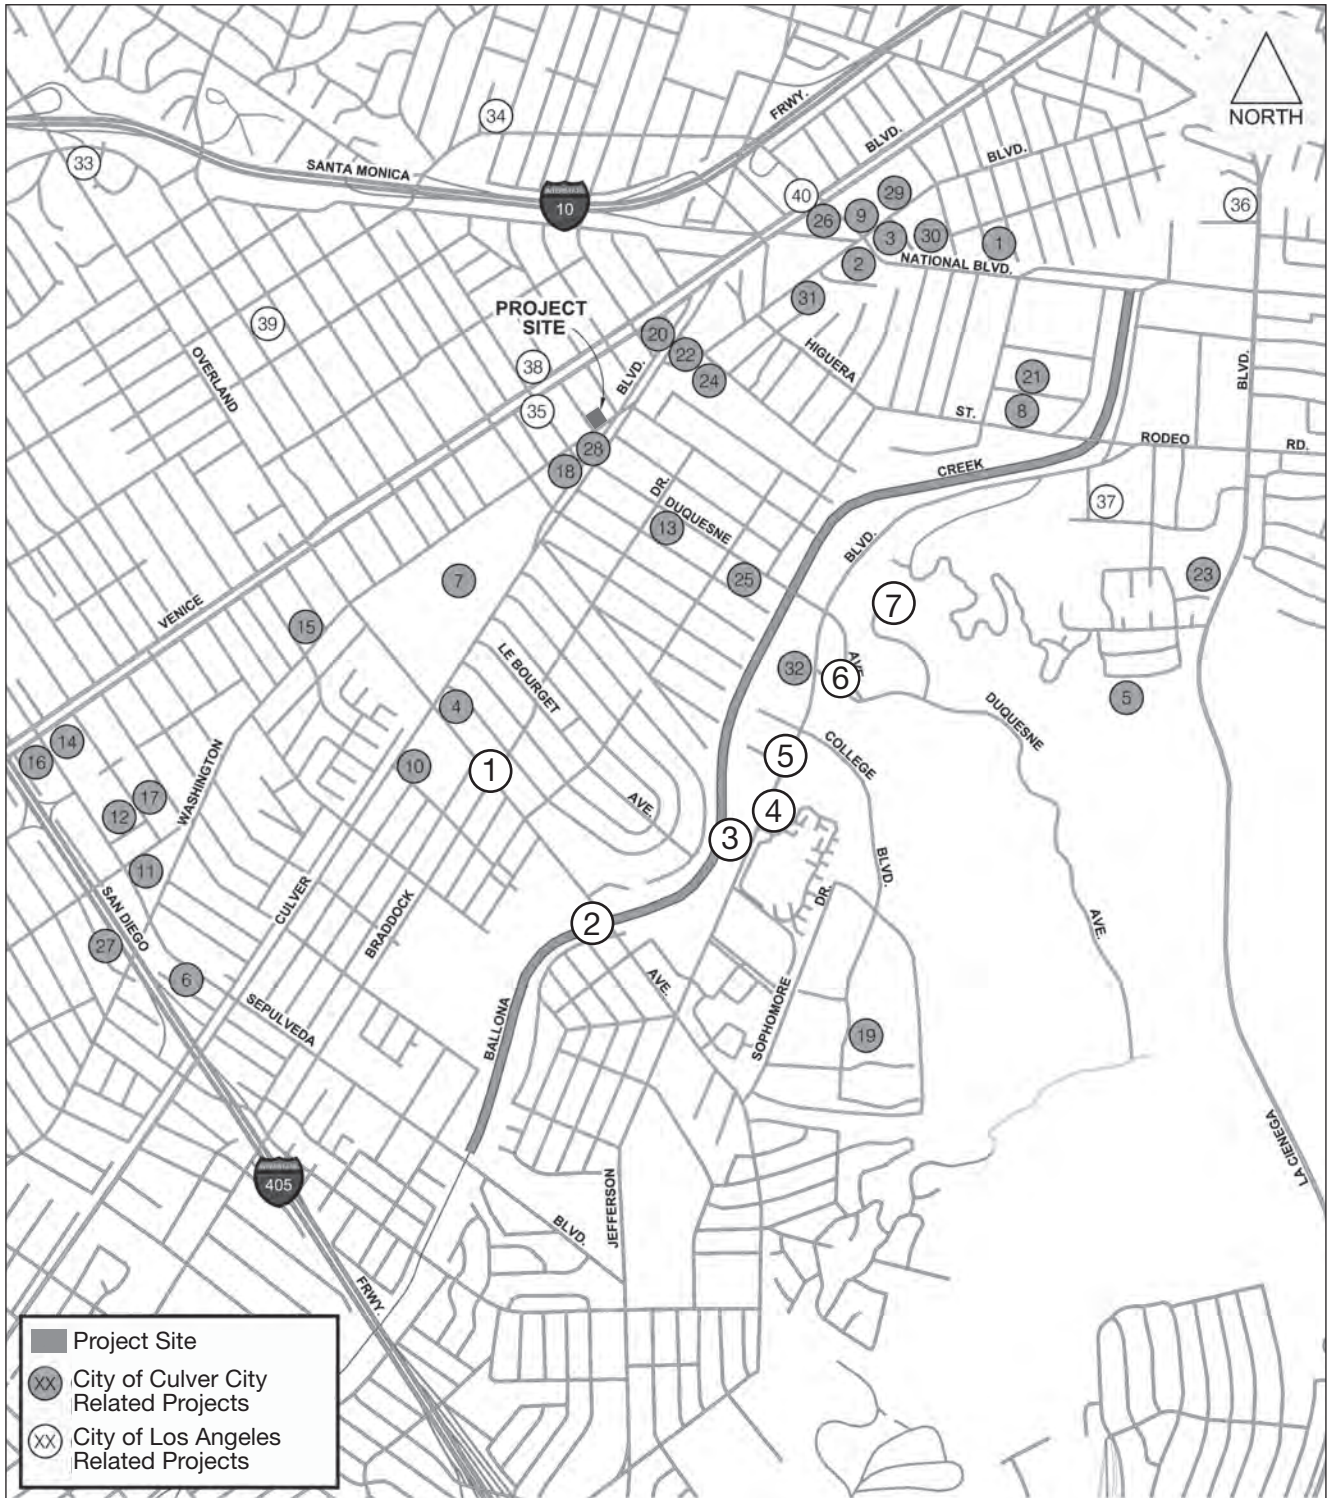 NORTH
34
FRWY.
BLVD.
BLVD.
33
SANTA MONICA
10
40
29
36
26
9
3
30
1
2
NATIONAL BLVD.
31
PROJECT
SITE
39
20
22
24
HIGUERA
OVERLAND
38
BLVD.
BLVD.
21
35
8
ST.
28
18
RODEO
RD.
CREEK
DR.
DUQUESNE
13
37
BLVD.
7
25
23
7
VENICE
15
LE BOURGET
32
AVE.
6
5
4
DUQUESNE
14
16
WASHINGTON
10
1
5
COLLEGE
17
12
AVE.
4
3
11
BLVD.
SAN DIEGO
CULVER
BRADDOCK
DR.
2
AVE.
27
6
AVE.
SEPULVEDA
BALLONA
SOPHOMORE
19
LA CIENEGA
405
JEFFERSON
BLVD.
FRWY.
Project Site
XX
City of Culver City
Related Projects
XX
City of Los Angeles
Related Projects